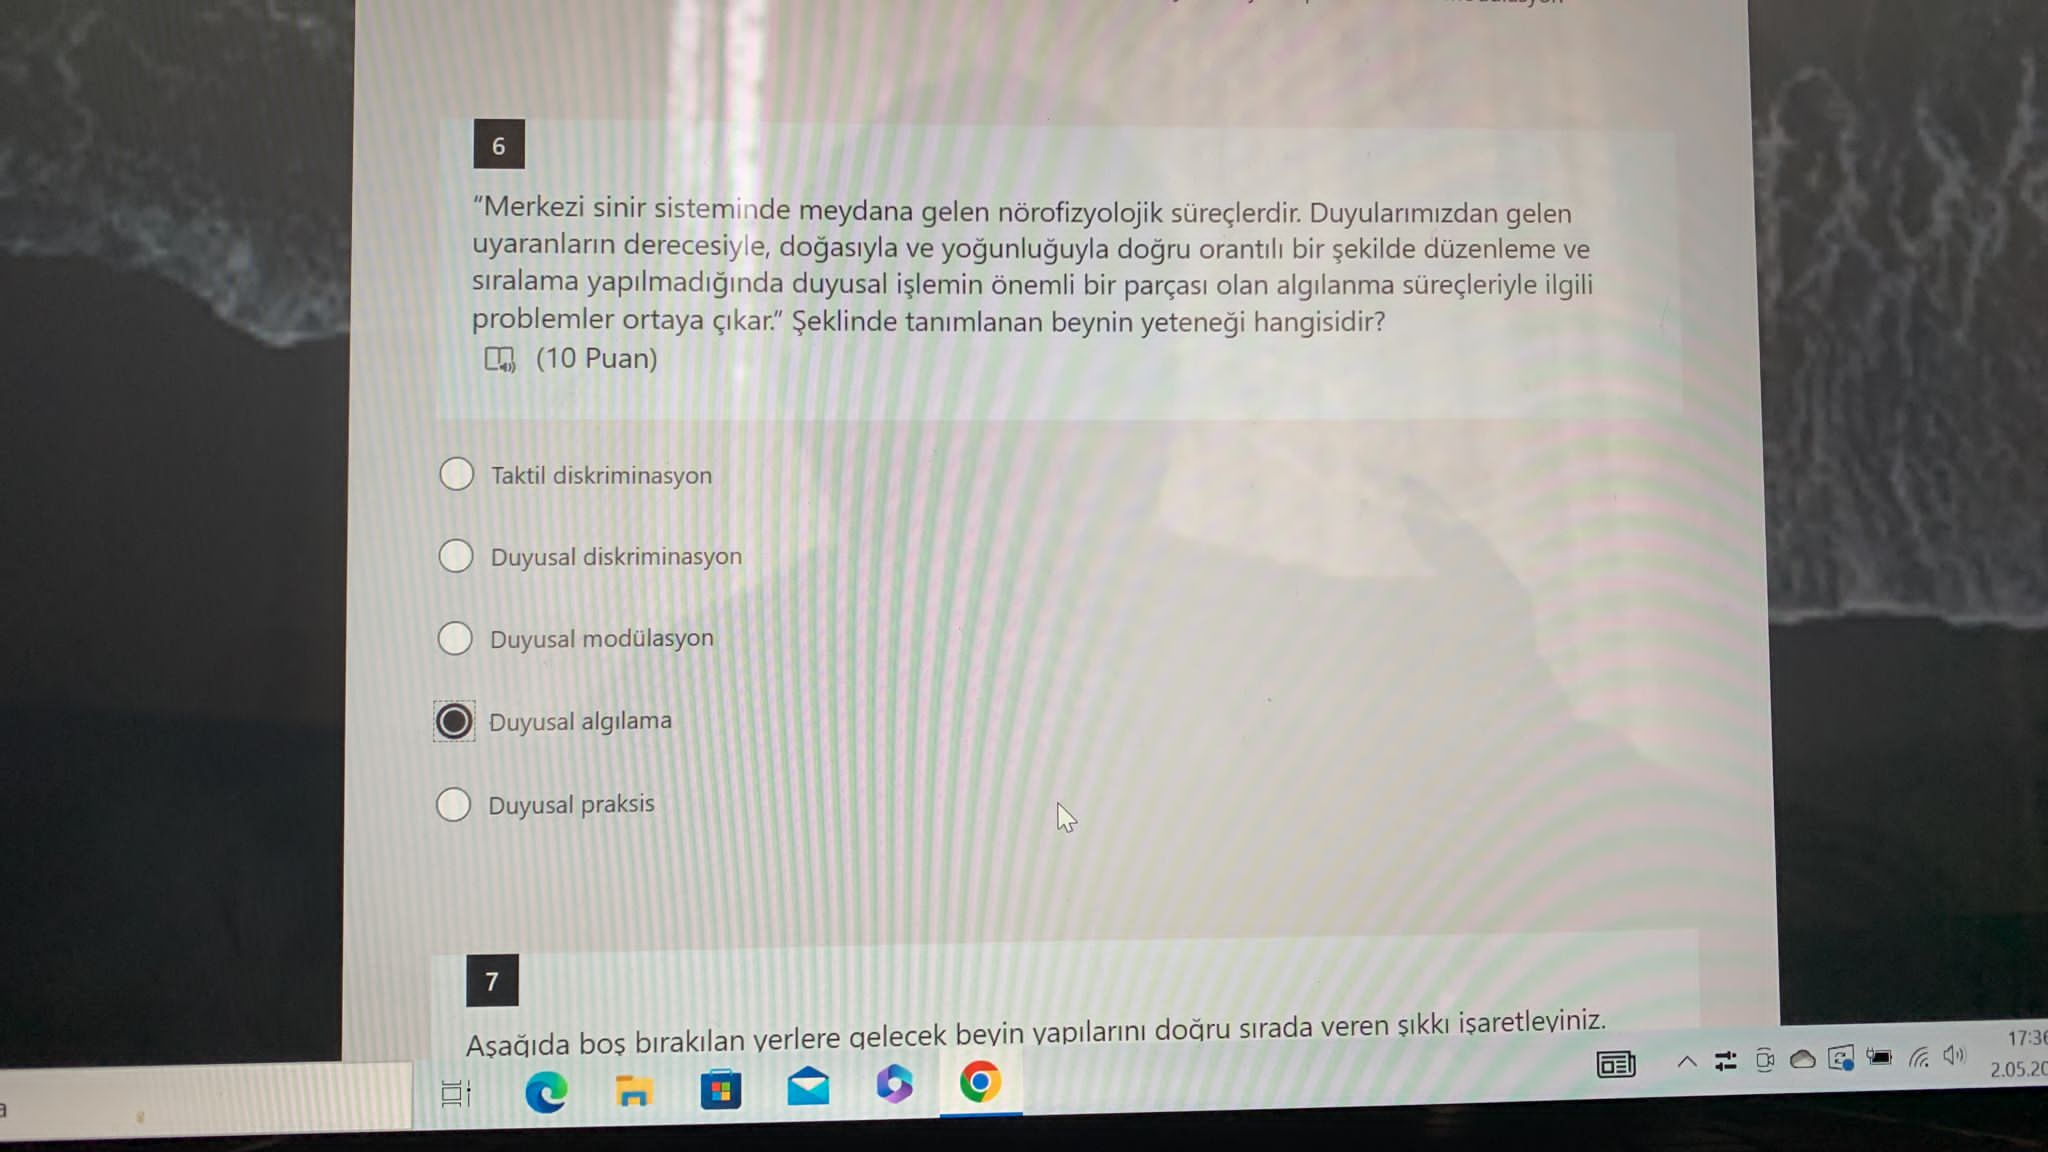 6
"Merkezi sinir sisteminde meydana gelen nörofizyolojik süreçlerdir. Duyularımızdan gelen
uyaranların derecesiyle, doğasıyla ve yoğunluğuyla doğru orantılı bir şekilde düzenleme ve
sıralama yapılmadığında duyusal işlemin önemli bir parçası olan algılanma süreçleriyle ilgili
problemler ortaya çıkar." Şeklinde tanımlanan beynin yeteneği hangisidir?
(10 Puan)
Taktil diskriminasyon
Duyusal diskriminasyon
Duyusal modülasyon
Duyusal algılama
Duyusal praksis
7
Aşağıda boş bırakılan yerlere gelecek beyin yapılarını doğru sırada veren şıkkı işaretleyiniz.
17:36
2.05.20